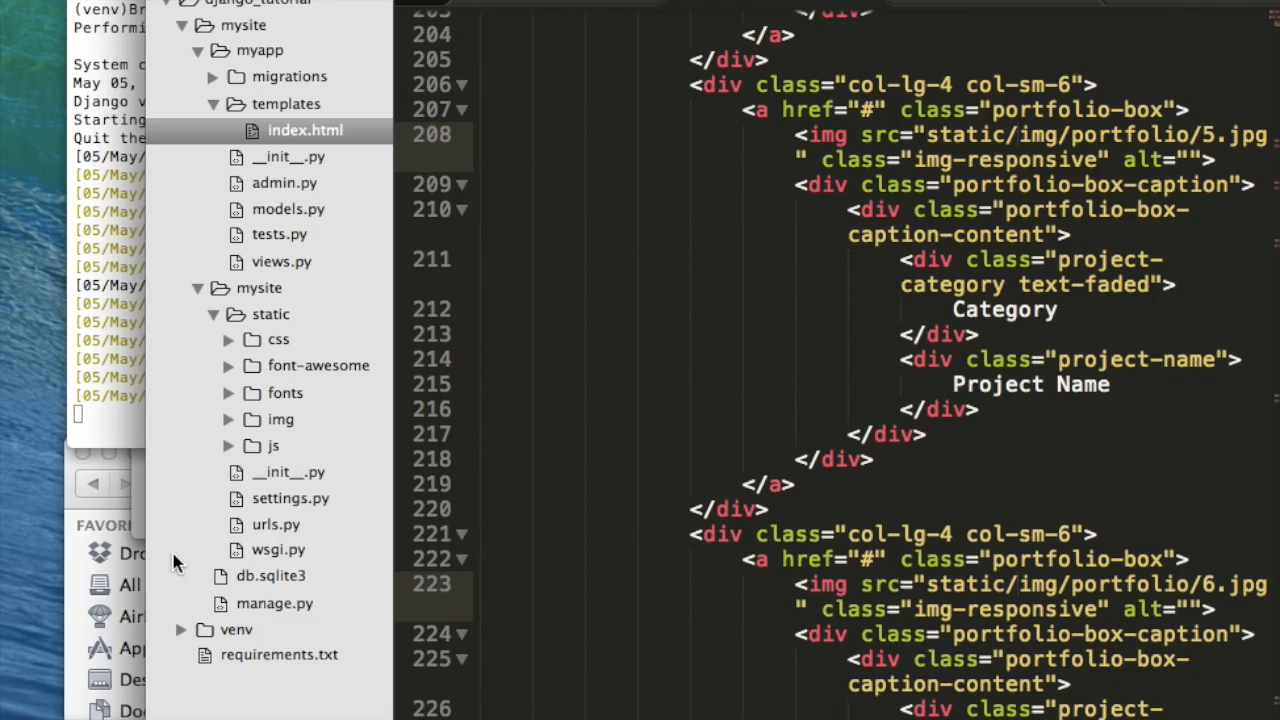 (venv)Br
Performi
System c
May 05,
Django v
Starting
Quit the
[05/May/
[05/May/
[05/May/
[05/May/
[05/May/
[05/May/
[05/May/
[05/May/
[05/May/
[05/May/
[05/May/
[05/May/
[05/May/
[05/May/
FAVORI
Dro
All
Air
App
Des
Doc
django_tutorial
mysite
myapp
migrations
templates
index.html
__init__.py
admin.py
models.py
tests.py
views.py
mysite
static
css
font-awesome
fonts
img
js
__init__.py
settings.py
urls.py
wsgi.py
db.sqlite3
manage.py
venv
requirements.txt
203 </div>
204 </a>
205 </div>
206 <div class="col-lg-4 col-sm-6">
207 <a href="#" class="portfolio-box">
208 <img src="static/img/portfolio/5.jpg
" class="img-responsive" alt="">
209 <div class="portfolio-box-caption">
210 <div class="portfolio-box-
caption-content">
211 <div class="project-
category text-faded">
212 Category
213 </div>
214 <div class="project-name">
215 Project Name
216 </div>
217 </div>
218 </div>
219 </a>
220 </div>
221 <div class="col-lg-4 col-sm-6">
222 <a href="#" class="portfolio-box">
223 <img src="static/img/portfolio/6.jpg
" class="img-responsive" alt="">
224 <div class="portfolio-box-caption">
225 <div class="portfolio-box-
caption-content">
226 <div class="project-